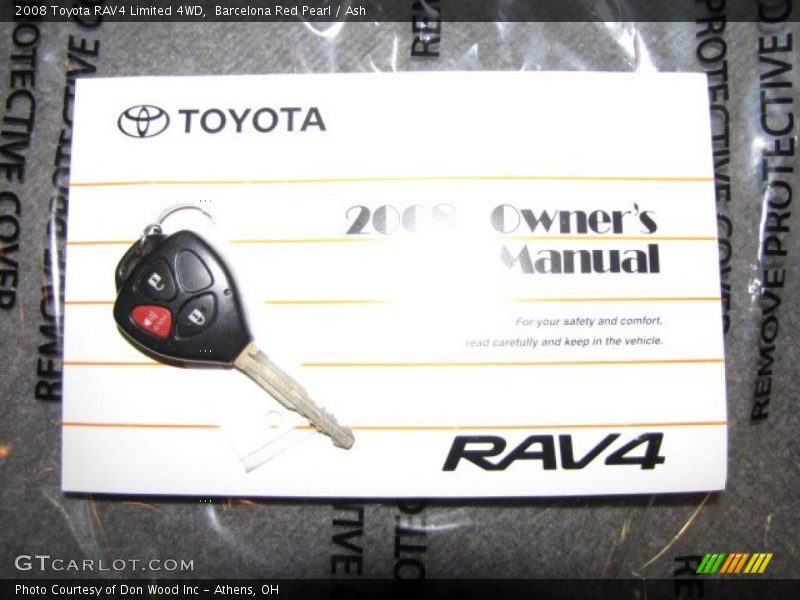 2008 Toyota RAV4 Limited 4WD, Barcelona Red Pearl / Ash
TOYOTA
2008 Owner's
Manual
For your safety and comfort,
read carefully and keep in the vehicle.
RAV4
PROTECTIVE COVER
REMOVE PROTECTIVE
PROTECTIVE COVER
REMOVE PROTECTIVE
GTCARLOT.COM
Photo Courtesy of Don Wood Inc - Athens, OH